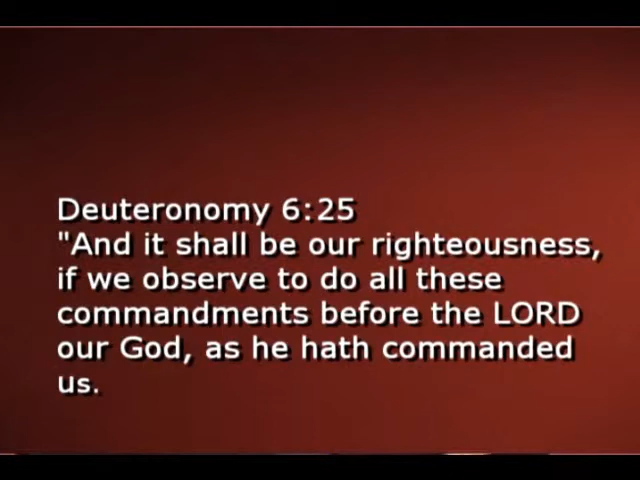 Deuteronomy 6:25
"And it shall be our righteousness,
if we observe to do all these
commandments before the LORD
our God, as he hath commanded
us.